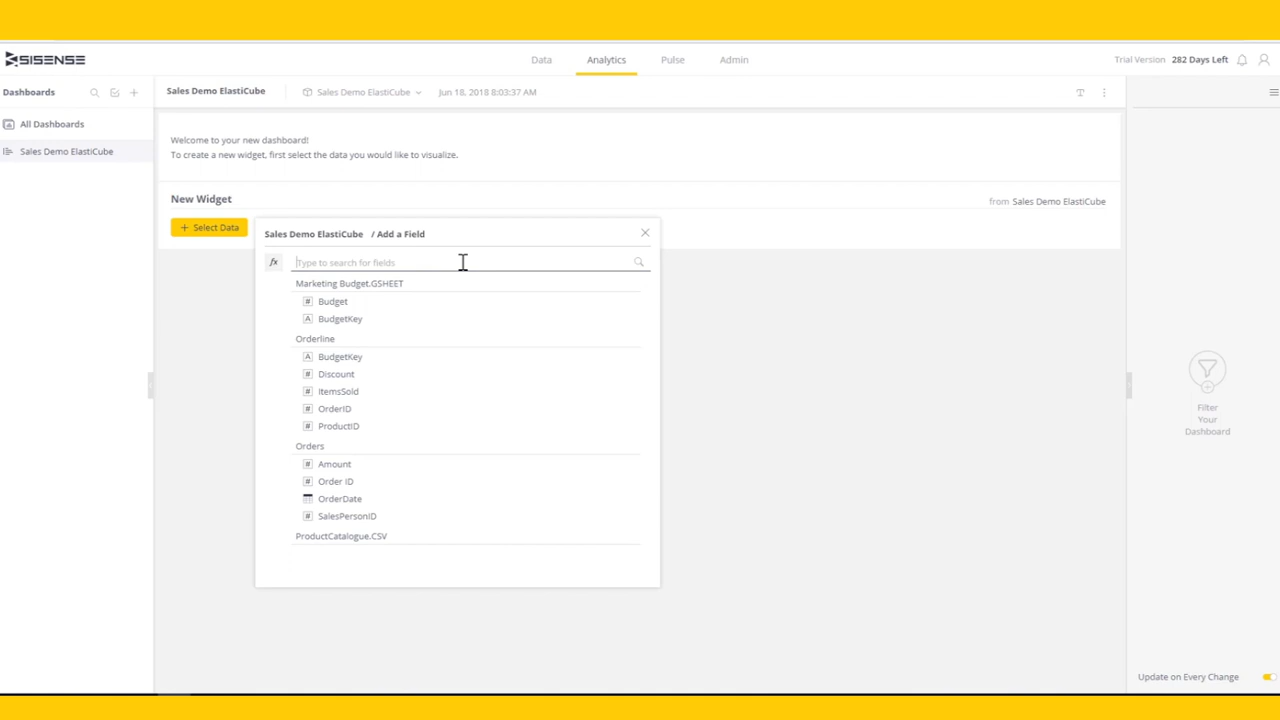 SISENSE
Data Analytics Pulse Admin
Trial Version 282 Days Left
Dashboards
Sales Demo ElastiCube
Sales Demo ElastiCube
Jun 18, 2018 8:03:37 AM
All Dashboards
Sales Demo ElastiCube
Welcome to your new dashboard!
To create a new widget, first select the data you would like to visualize.
New Widget
from Sales Demo ElastiCube
+ Select Data
Sales Demo ElastiCube / Add a Field
fx Type to search for fields
Marketing Budget.GSHEET
# Budget
A BudgetKey
Orderline
A BudgetKey
# Discount
# ItemsSold
# OrderID
# ProductID
Orders
# Amount
# Order ID
OrderDate
# SalesPersonID
ProductCatalogue.CSV
Filter
Your
Dashboard
Update on Every Change